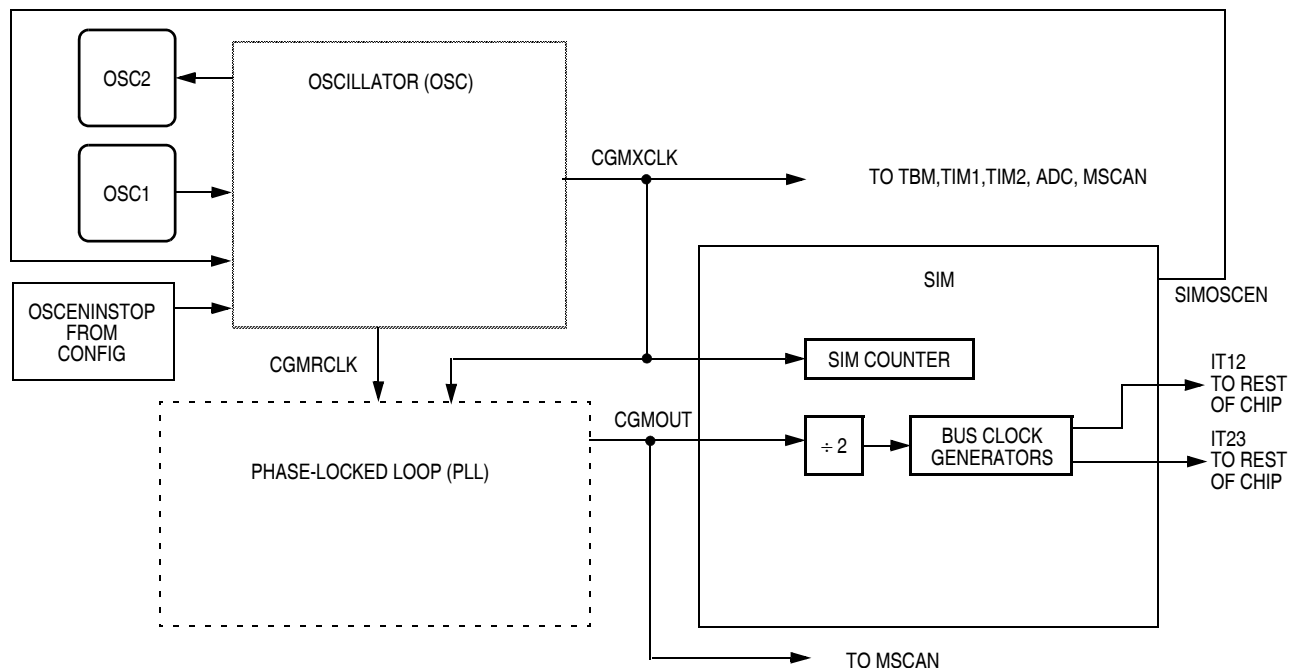 OSC2
OSCILLATOR (OSC)
CGMXCLK
TO TBM,TIM1,TIM2, ADC, MSCAN
OSC1
SIM
SIMOSCEN
OSCENINSTOP
FROM
CONFIG
CGMRCLK
SIM COUNTER
IT12
TO REST
OF CHIP
CGMOUT
÷ 2
BUS CLOCK
GENERATORS
IT23
TO REST
OF CHIP
PHASE-LOCKED LOOP (PLL)
TO MSCAN